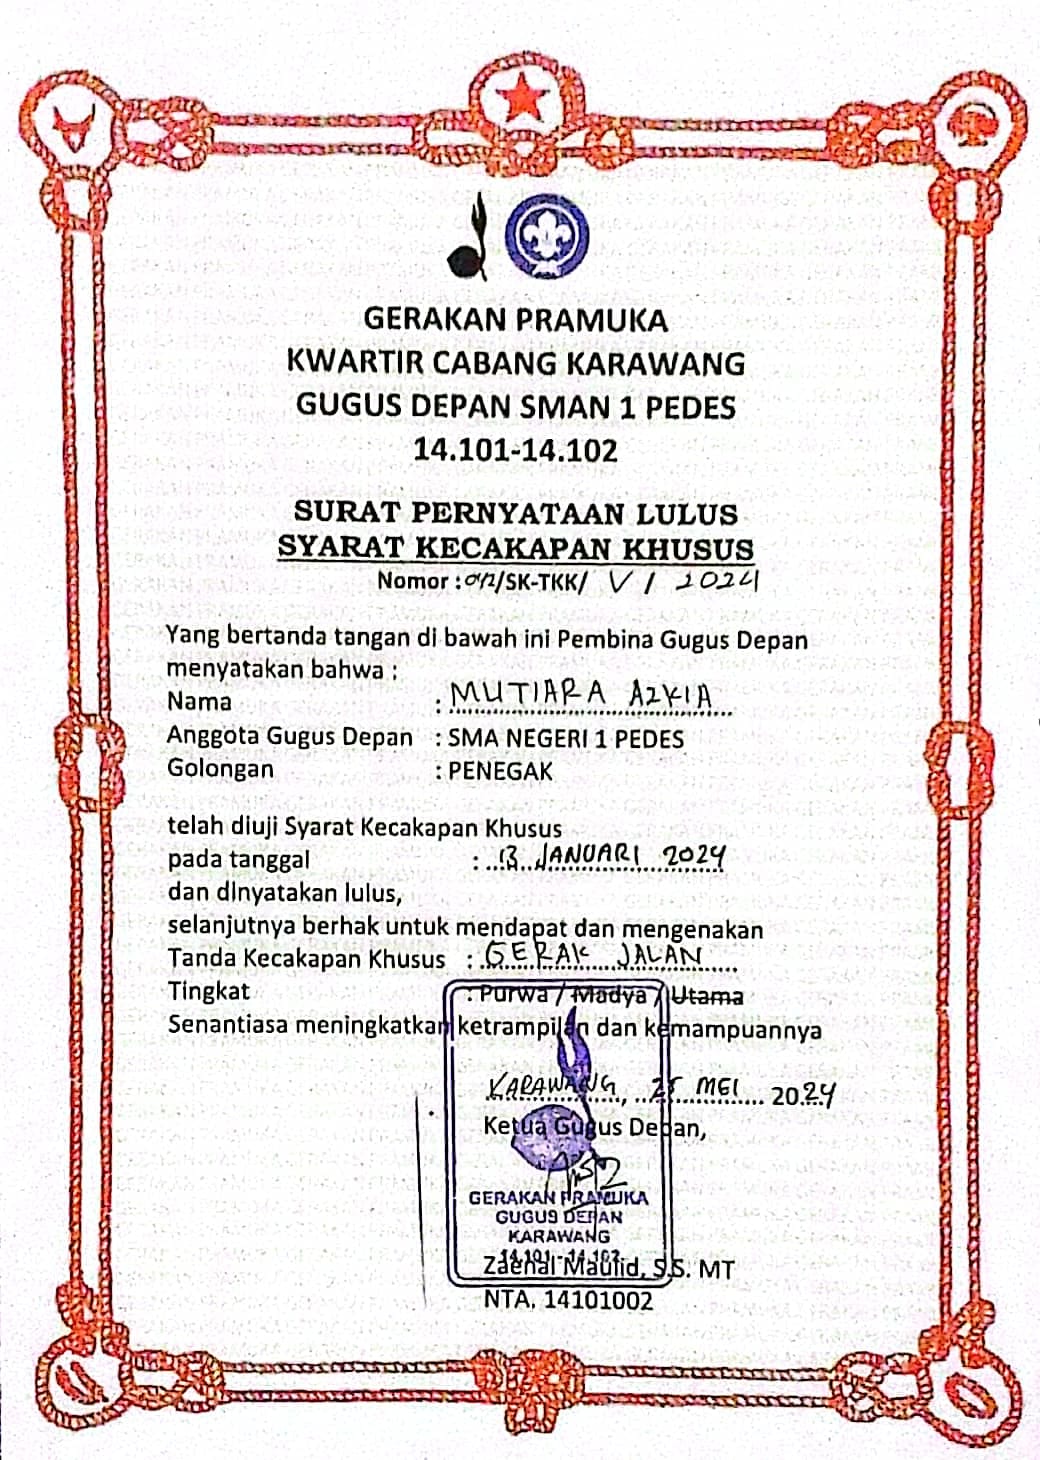 GERAKAN PRAMUKA
KWARTIR CABANG KARAWANG
GUGUS DEPAN SMAN 1 PEDES
14.101-14.102
SURAT PERNYATAAN LULUS
SYARAT KECAKAPAN KHUSUS
Nomor : /SK-TKK/ V / 2024
Yang bertanda tangan di bawah ini Pembina Gugus Depan
menyatakan bahwa :
Nama : MUTIARA AZKIA
Anggota Gugus Depan : SMA NEGERI 1 PEDES
Golongan : PENEGAK
telah diuji Syarat Kecakapan Khusus
pada tanggal : 13 JANUARI 2024
dan dinyatakan lulus,
selanjutnya berhak untuk mendapat dan mengenakan
Tanda Kecakapan Khusus : GERAK JALAN
Tingkat : Purwa / Madya / Utama
Senantiasa meningkatkan ketrampilan dan kemampuannya
KARAWANG, 25 MEI 2024
Ketua Gugus Depan,
GERAKAN PRAMUKA
GUGUS DEPAN
KARAWANG
14.101 - 14.102
Zaenal Maulid, S.S. MT
NTA. 14101002